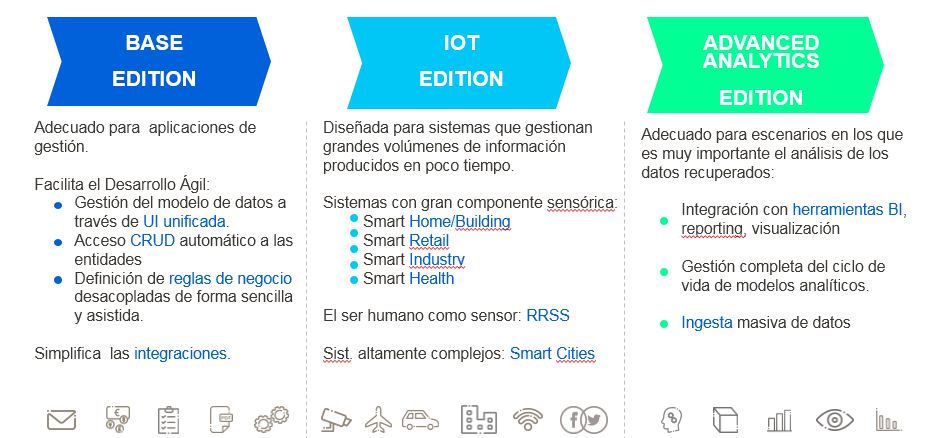 BASE
EDITION
Adecuado para aplicaciones de
gestión.
Facilita el Desarrollo Ágil:
Gestión del modelo de datos a
través de UI unificada.
Acceso CRUD automático a las
entidades
Definición de reglas de negocio
desacopladas de forma sencilla
y asistida.
Simplifica las integraciones.
IOT
EDITION
Diseñada para sistemas que gestionan
grandes volúmenes de información
producidos en poco tiempo.
Sistemas con gran componente sensórica:
Smart Home/Building
Smart Retail
Smart Industry
Smart Health
El ser humano como sensor: RRSS
Sist. altamente complejos: Smart Cities
ADVANCED
ANALYTICS
EDITION
Adecuado para escenarios en los que
es muy importante el análisis de los
datos recuperados:
Integración con herramientas BI,
reporting, visualización
Gestión completa del ciclo de
vida de modelos analíticos.
Ingesta masiva de datos
PDF